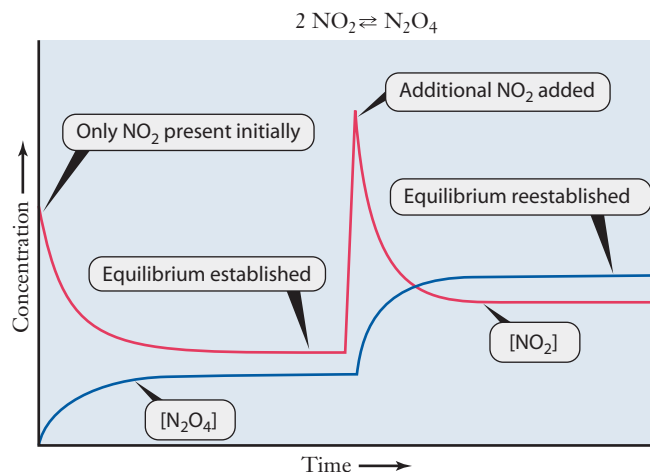 2 NO₂ ⇄ N₂O₄
Additional NO₂ added
Only NO₂ present initially
Equilibrium reestablished
Equilibrium established
[NO₂]
[N₂O₄]
Concentration
Time